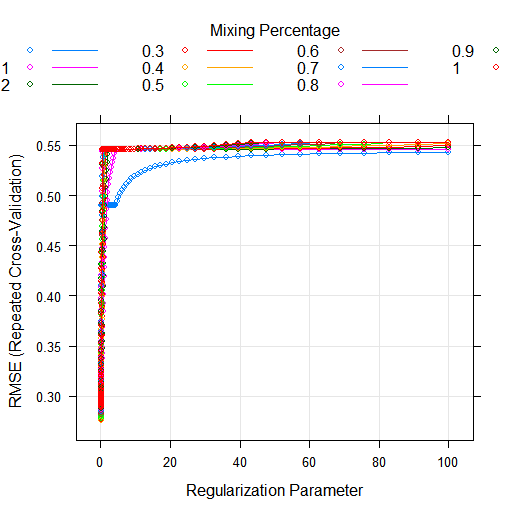 Mixing Percentage
0.3 0.6 0.9
1 0.4 0.7 1
2 0.5 0.8
RMSE (Repeated Cross-Validation)
0.55
0.50
0.45
0.40
0.35
0.30
0 20 40 60 80 100
Regularization Parameter